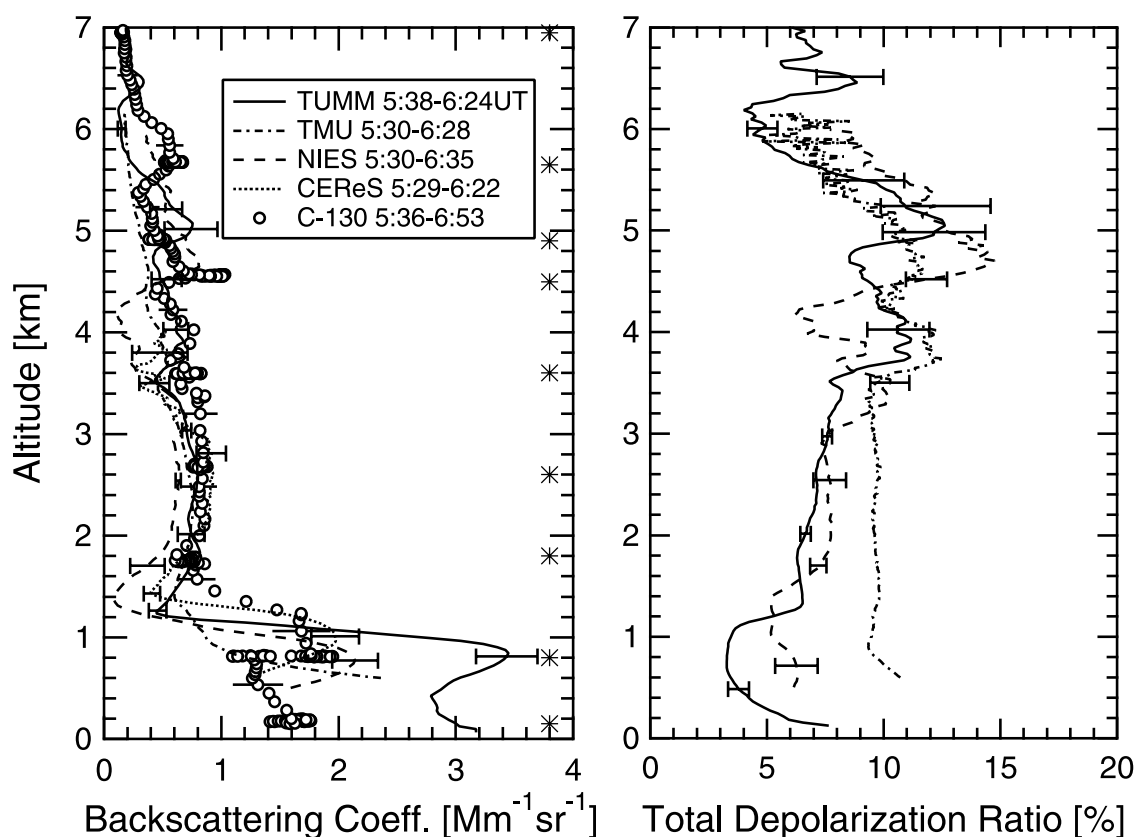 7
6
5
4
3
2
1
0
Altitude [km]
TUMM 5:38-6:24UT
TMU 5:30-6:28
NIES 5:30-6:35
CEReS 5:29-6:22
C-130 5:36-6:53
0 1 2 3 4
Backscattering Coeff. [Mm⁻¹sr⁻¹]
7
6
5
4
3
2
1
0
0 5 10 15 20
Total Depolarization Ratio [%]